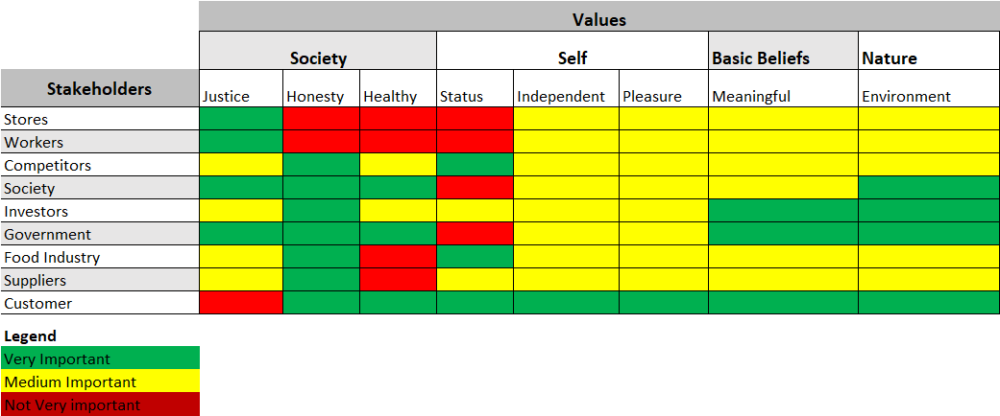 Values
Society Self Basic Beliefs Nature
Stakeholders
Justice Honesty Healthy Status Independent Pleasure Meaningful Environment
Stores
Workers
Competitors
Society
Investors
Government
Food Industry
Suppliers
Customer
Legend
Very Important
Medium Important
Not Very important